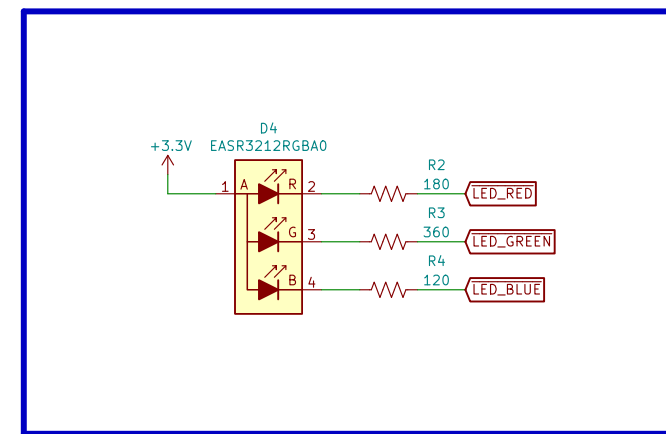 D4
+3.3V EASR3212RGBA0
R2
1 A R 2 180 LED_RED
R3
G 3 360 LED_GREEN
R4
B 4 120 LED_BLUE